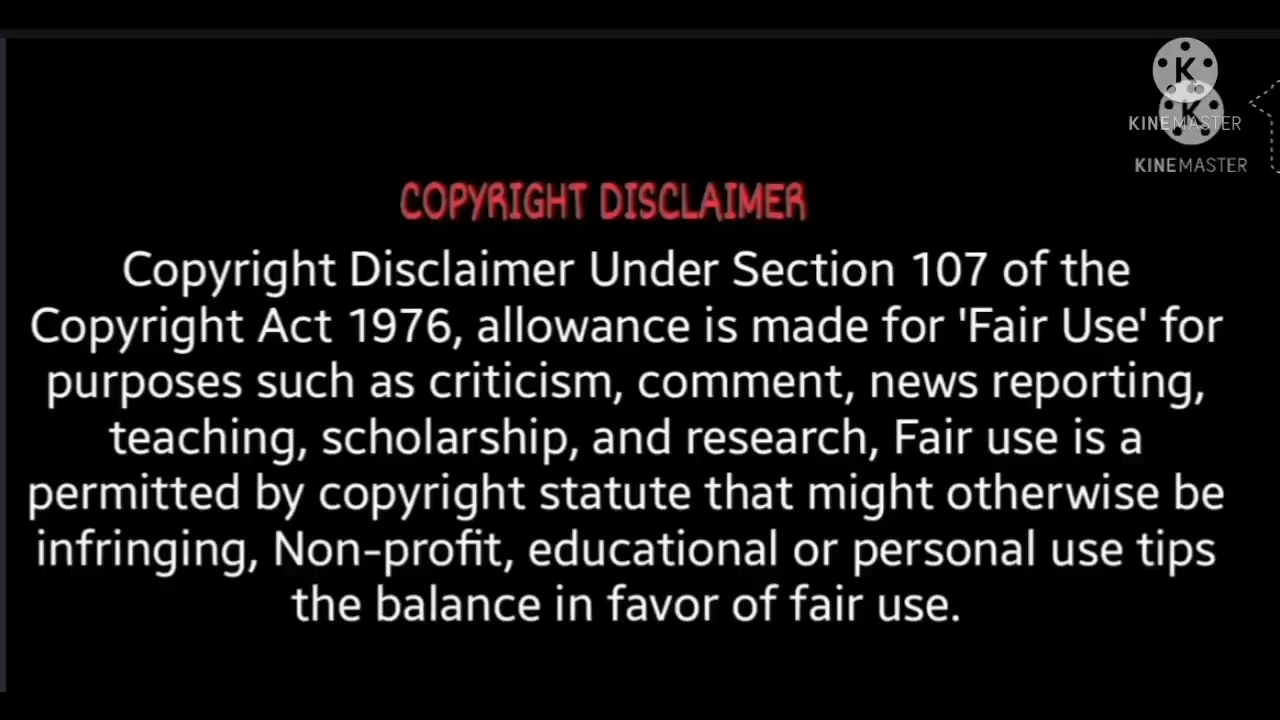 K
KINEMASTER
K
KINEMASTER
COPYRIGHT DISCLAIMER
Copyright Disclaimer Under Section 107 of the
Copyright Act 1976, allowance is made for 'Fair Use' for
purposes such as criticism, comment, news reporting,
teaching, scholarship, and research, Fair use is a
permitted by copyright statute that might otherwise be
infringing, Non-profit, educational or personal use tips
the balance in favor of fair use.